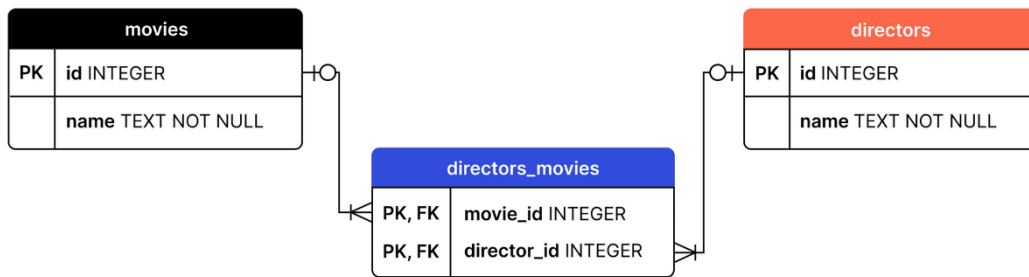 movies
PK id INTEGER
name TEXT NOT NULL
directors
PK id INTEGER
name TEXT NOT NULL
directors_movies
PK, FK movie_id INTEGER
PK, FK director_id INTEGER